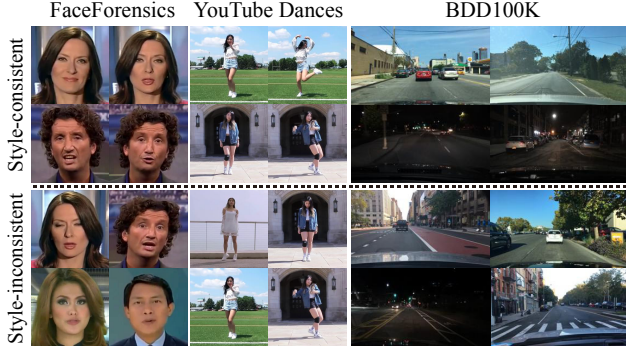 FaceForensics
YouTube Dances
BDD100K
Style-consistent
Style-inconsistent